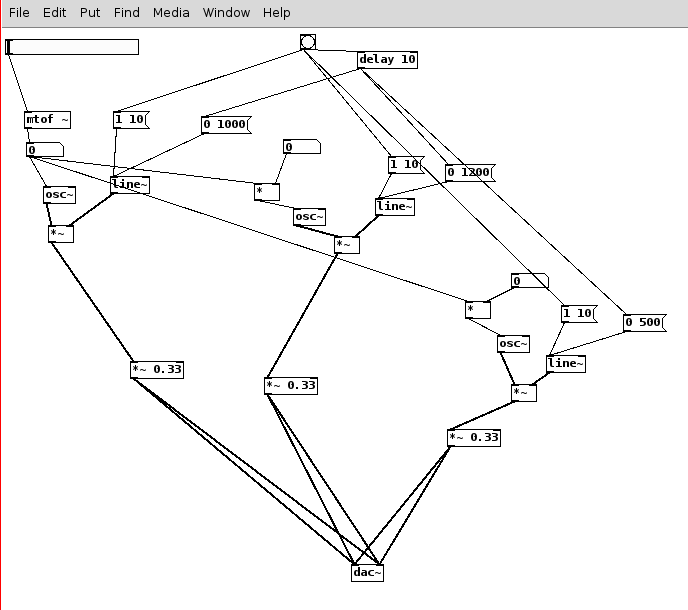 File Edit Put Find Media Window Help
delay 10
mtof ~
1 10
0 1000
0
0
1 10
0 1200
line~
*
osc~
line~
osc~
*~
*~
0
*
1 10
0 500
osc~
line~
*~ 0.33
*~ 0.33
*~
*~ 0.33
dac~